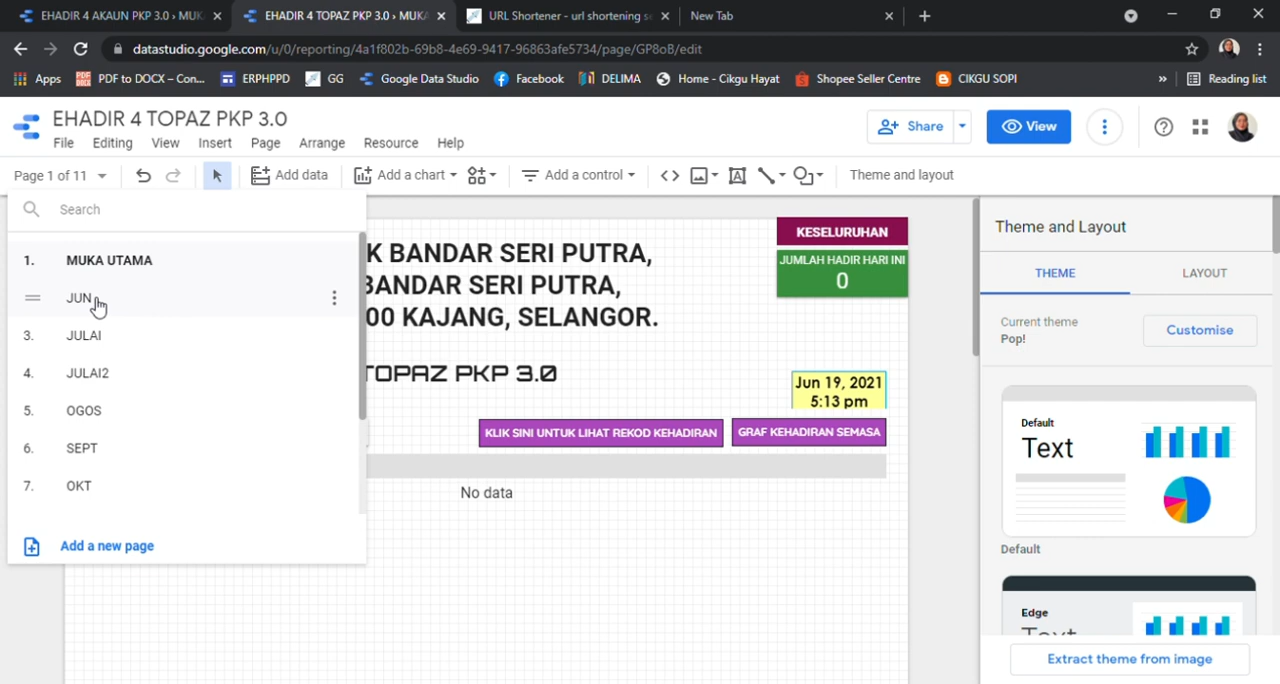 EHADIR 4 AKAUN PKP 3.0 › MUK
EHADIR 4 TOPAZ PKP 3.0 › MUKA
URL Shortener - url shortening se
New Tab
datastudio.google.com/u/0/reporting/4a1f802b-69b8-4e69-9417-96863afe5734/page/GP8oB/edit
Apps
PDF to DOCX – Con...
ERPHPPD
GG
Google Data Studio
Facebook
DELIMA
Home - Cikgu Hayat
Shopee Seller Centre
CIKGU SOPI
»
Reading list
EHADIR 4 TOPAZ PKP 3.0
Share
View
File Edit View Insert Page Arrange Resource Help
Page 1 of 11
Add data
Add a chart
Add a control
Theme and layout
Search
1. MUKA UTAMA
JUN
3. JULAI
4. JULAI2
5. OGOS
6. SEPT
7. OKT
Add a new page
K BANDAR SERI PUTRA,
BANDAR SERI PUTRA,
00 KAJANG, SELANGOR.
TOPAZ PKP 3.0
KESELURUHAN
JUMLAH HADIR HARI INI
0
Jun 19, 2021
5:13 pm
KLIK SINI UNTUK LIHAT REKOD KEHADIRAN
GRAF KEHADIRAN SEMASA
No data
Theme and Layout
THEME
LAYOUT
Current theme
Pop!
Customise
Default
Text
Default
Edge
Text
Extract theme from image